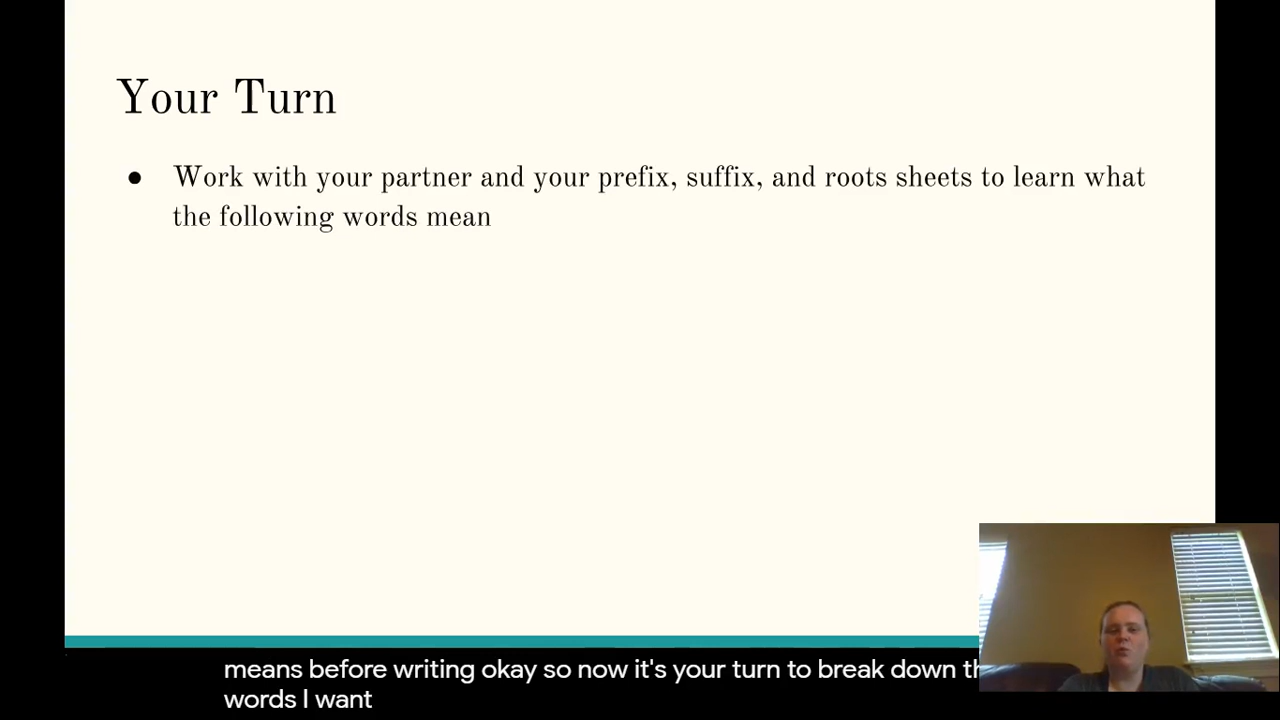 Your Turn
● Work with your partner and your prefix, suffix, and roots sheets to learn what
the following words mean
means before writing okay so now it's your turn to break down
words I want